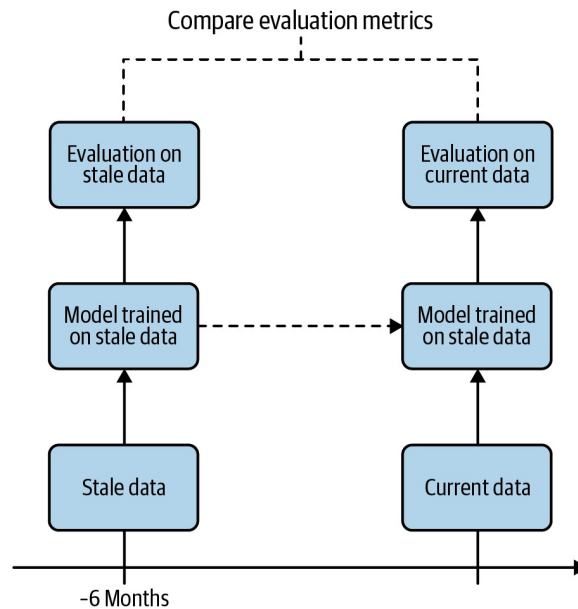 Compare evaluation metrics
Evaluation on
stale data
Evaluation on
current data
Model trained
on stale data
Model trained
on stale data
Stale data
Current data
–6 Months